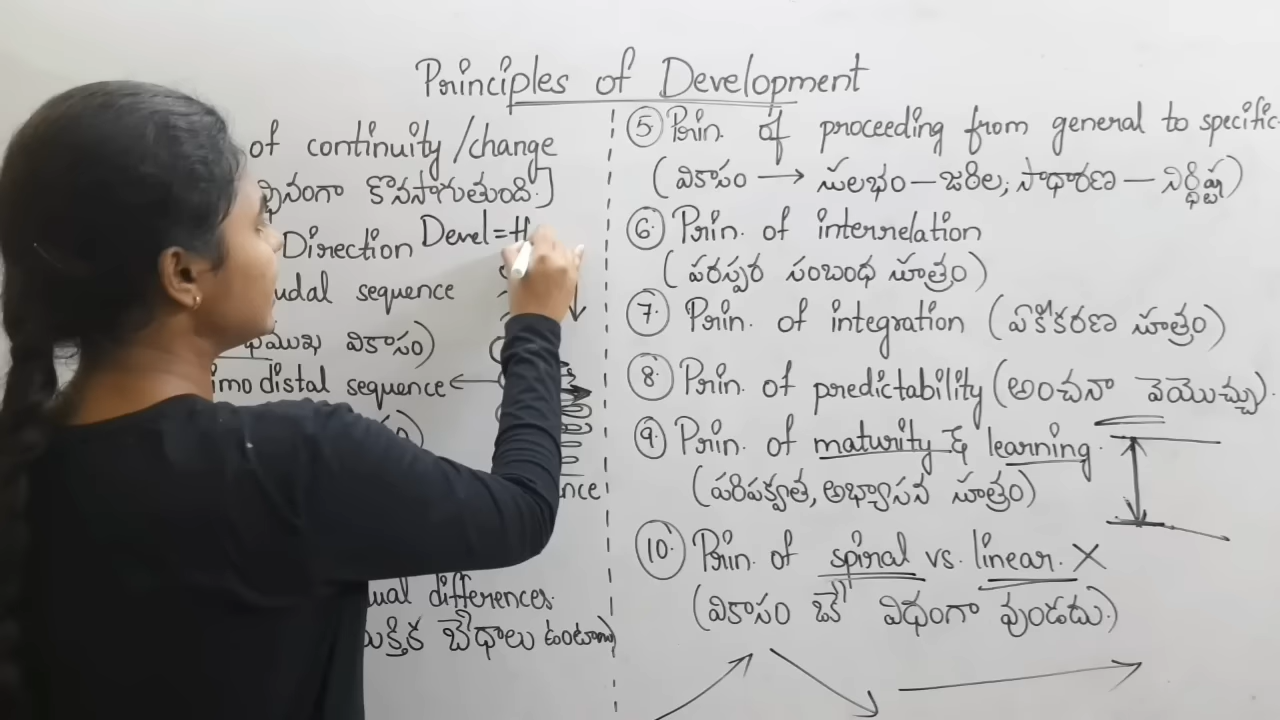 Principles of Development
of continuity /change
కొనసాగుతుంది.]
Direction Devel=H
udal sequence
ముఖ వికాసం)
imo distal sequence
ence
ual differences.
క్తిక బేధాలు ఉంటాయి)
⑤ Prin. of proceeding from general to specific.
(వికాసం → సులభం – జఠిల; సాధారణ – నిర్ధిష్ట)
⑥ Prin. of interrelation
(పరస్పర సంబంధ సూత్రం)
⑦ Prin. of integration (ఏకీకరణ సూత్రం)
⑧ Prin. of predictability (అంచనా వేయొచ్చు).
⑨ Prin. of maturity & learning.
(పరిపక్వత, అభ్యాసన సూత్రం)
⑩ Prin. of spiral vs. linear. X
(వికాసం ఒకే విధంగా వుండదు.)